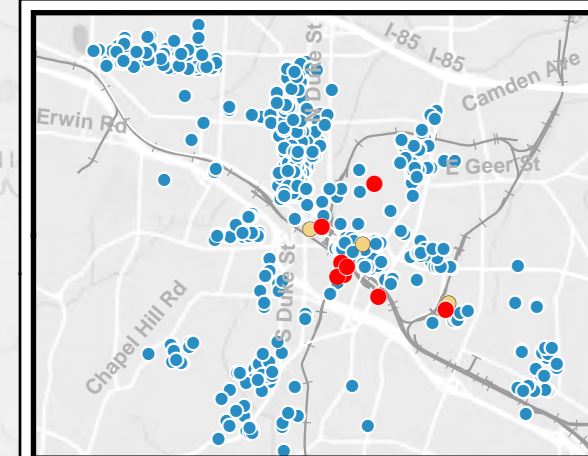 I-85
I-85
Camden Ave
N Duke St
Erwin Rd
E Geer St
S Duke St
Chapel Hill Rd